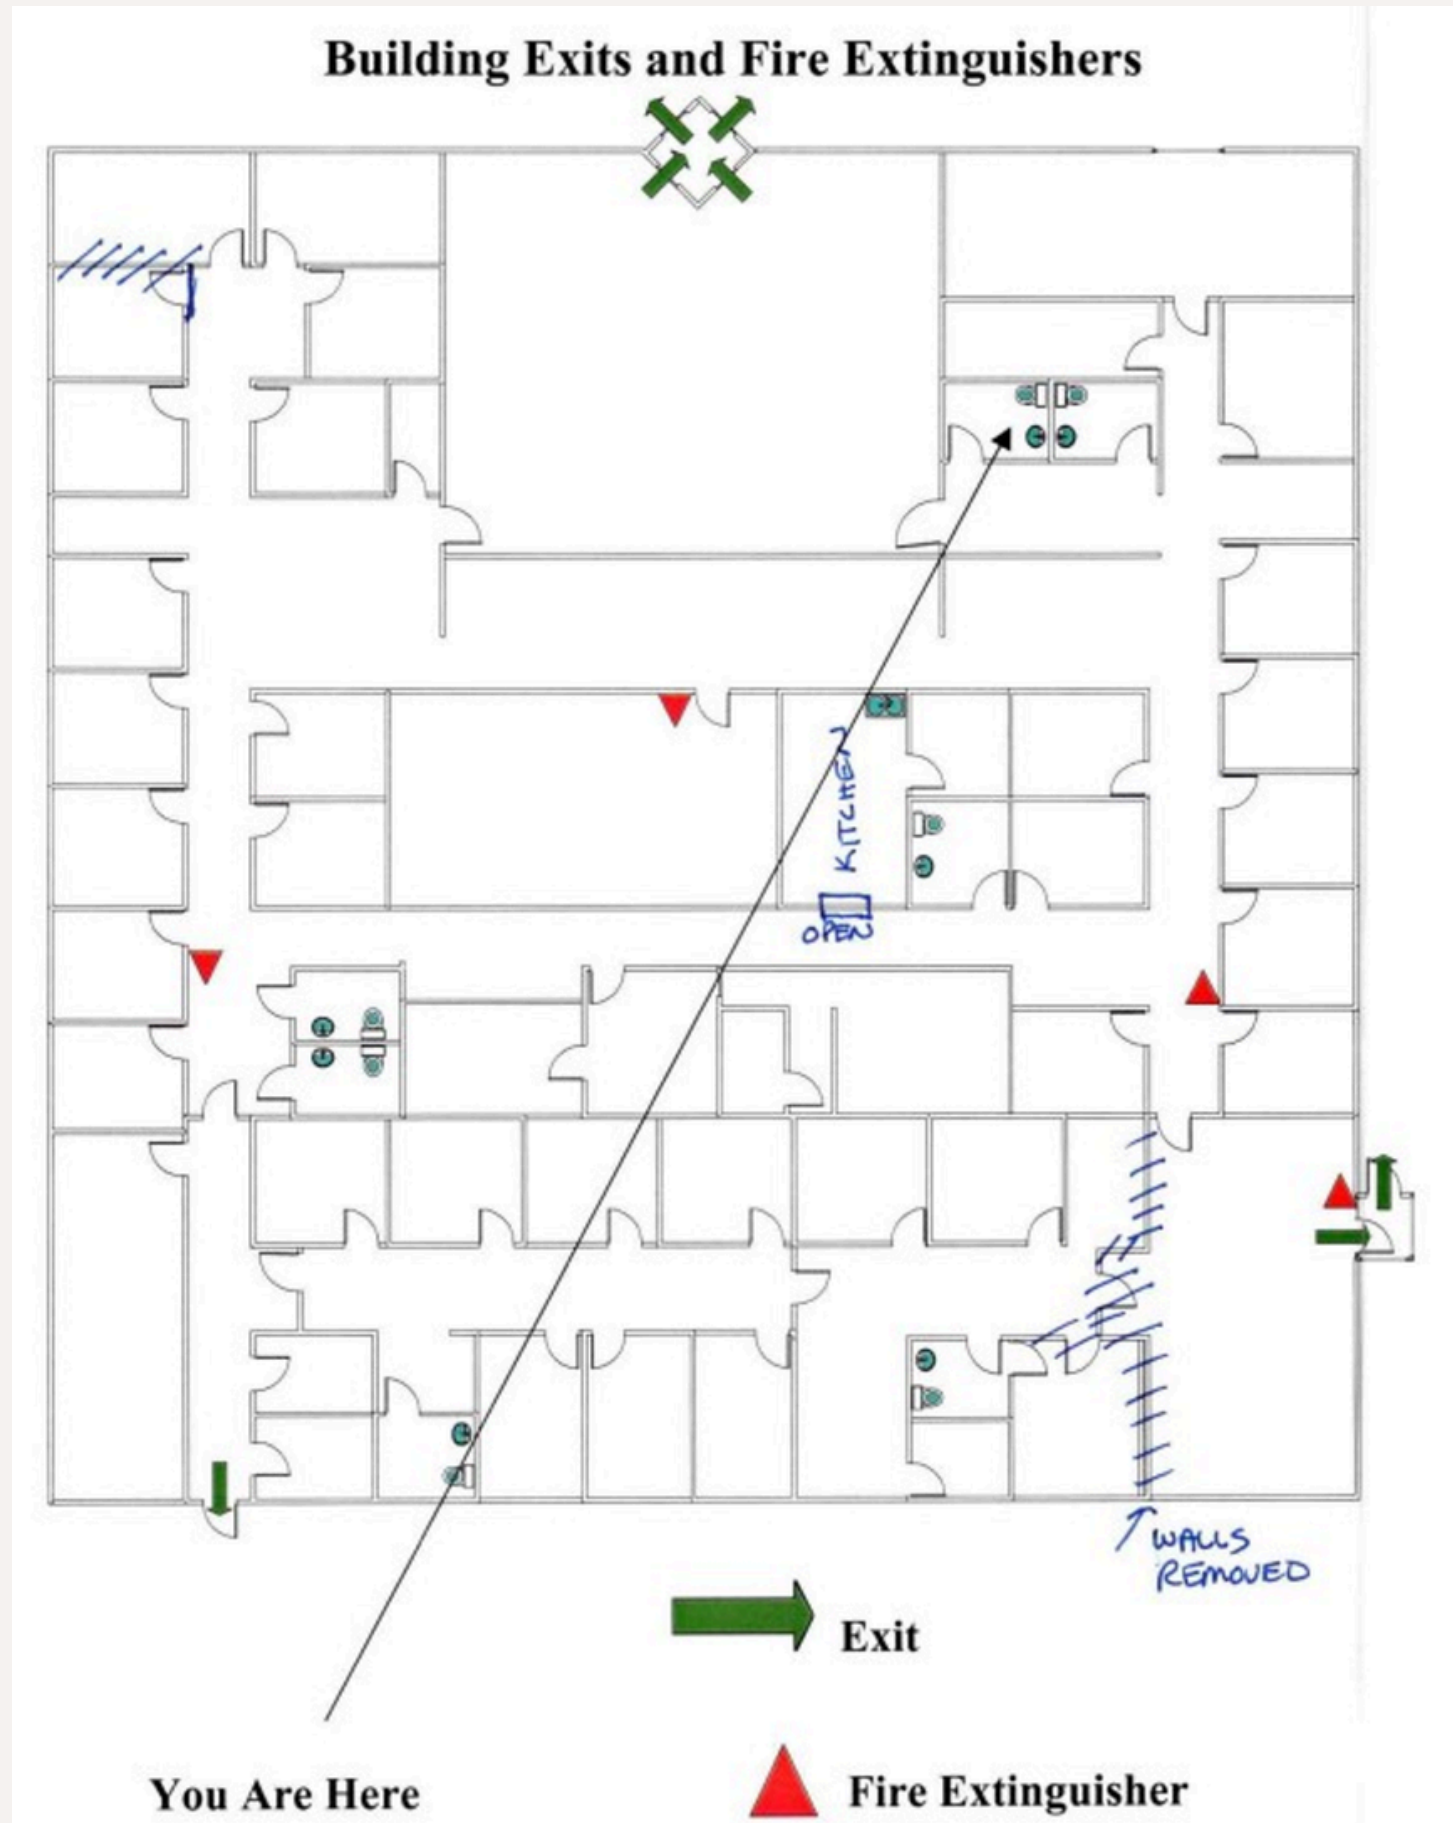 Building Exits and Fire Extinguishers
KITCHEN
OPEN
WALLS
REMOVED
Exit
You Are Here
Fire Extinguisher